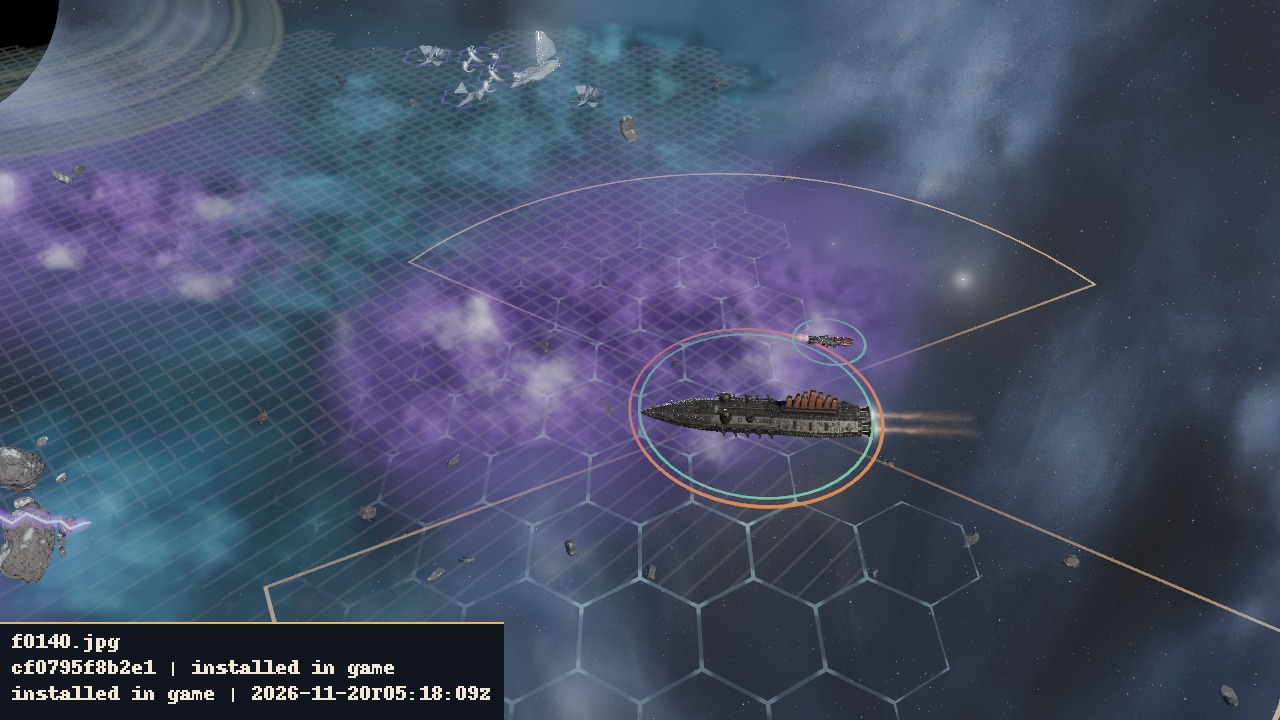 f0140.jpg
cf0795f8b2e1 | installed in game
installed in game | 2026-11-20T05:18:09Z